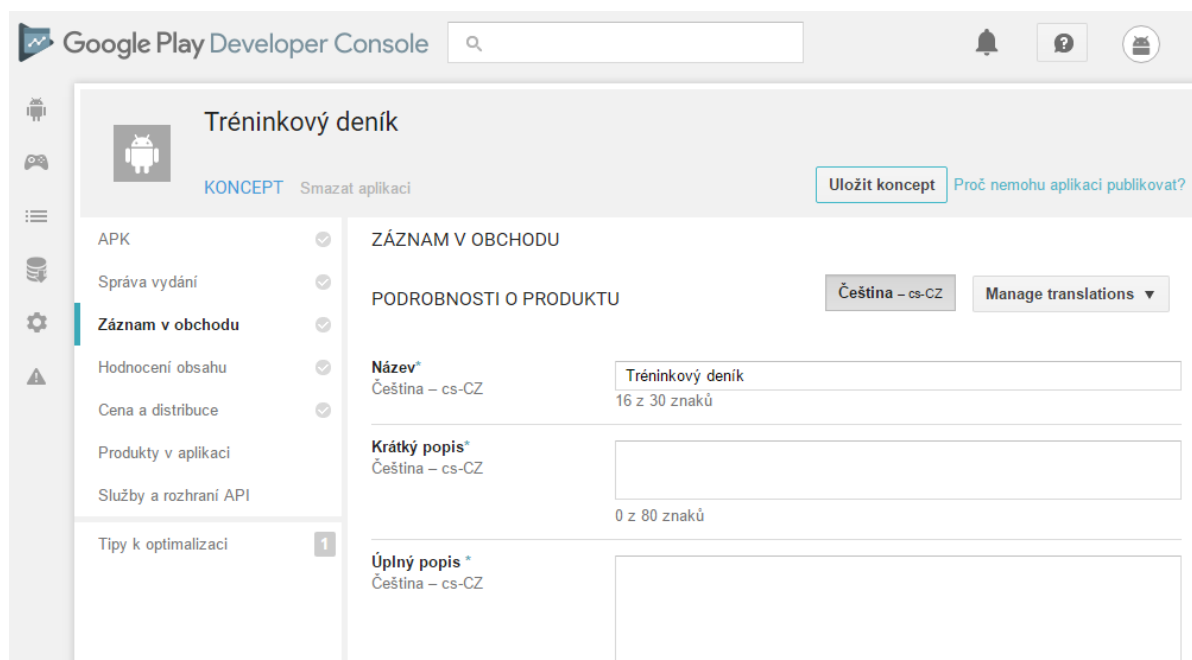 Google Play Developer Console
Tréninkový deník
KONCEPT Smazat aplikaci
Uložit koncept Proč nemohu aplikaci publikovat?
APK
Správa vydání
Záznam v obchodu
Hodnocení obsahu
Cena a distribuce
Produkty v aplikaci
Služby a rozhraní API
Tipy k optimalizaci 1
ZÁZNAM V OBCHODU
PODROBNOSTI O PRODUKTU
Čeština – cs-CZ Manage translations ▼
Název*
Čeština – cs-CZ
Tréninkový deník
16 z 30 znaků
Krátký popis*
Čeština – cs-CZ
0 z 80 znaků
Úplný popis *
Čeština – cs-CZ